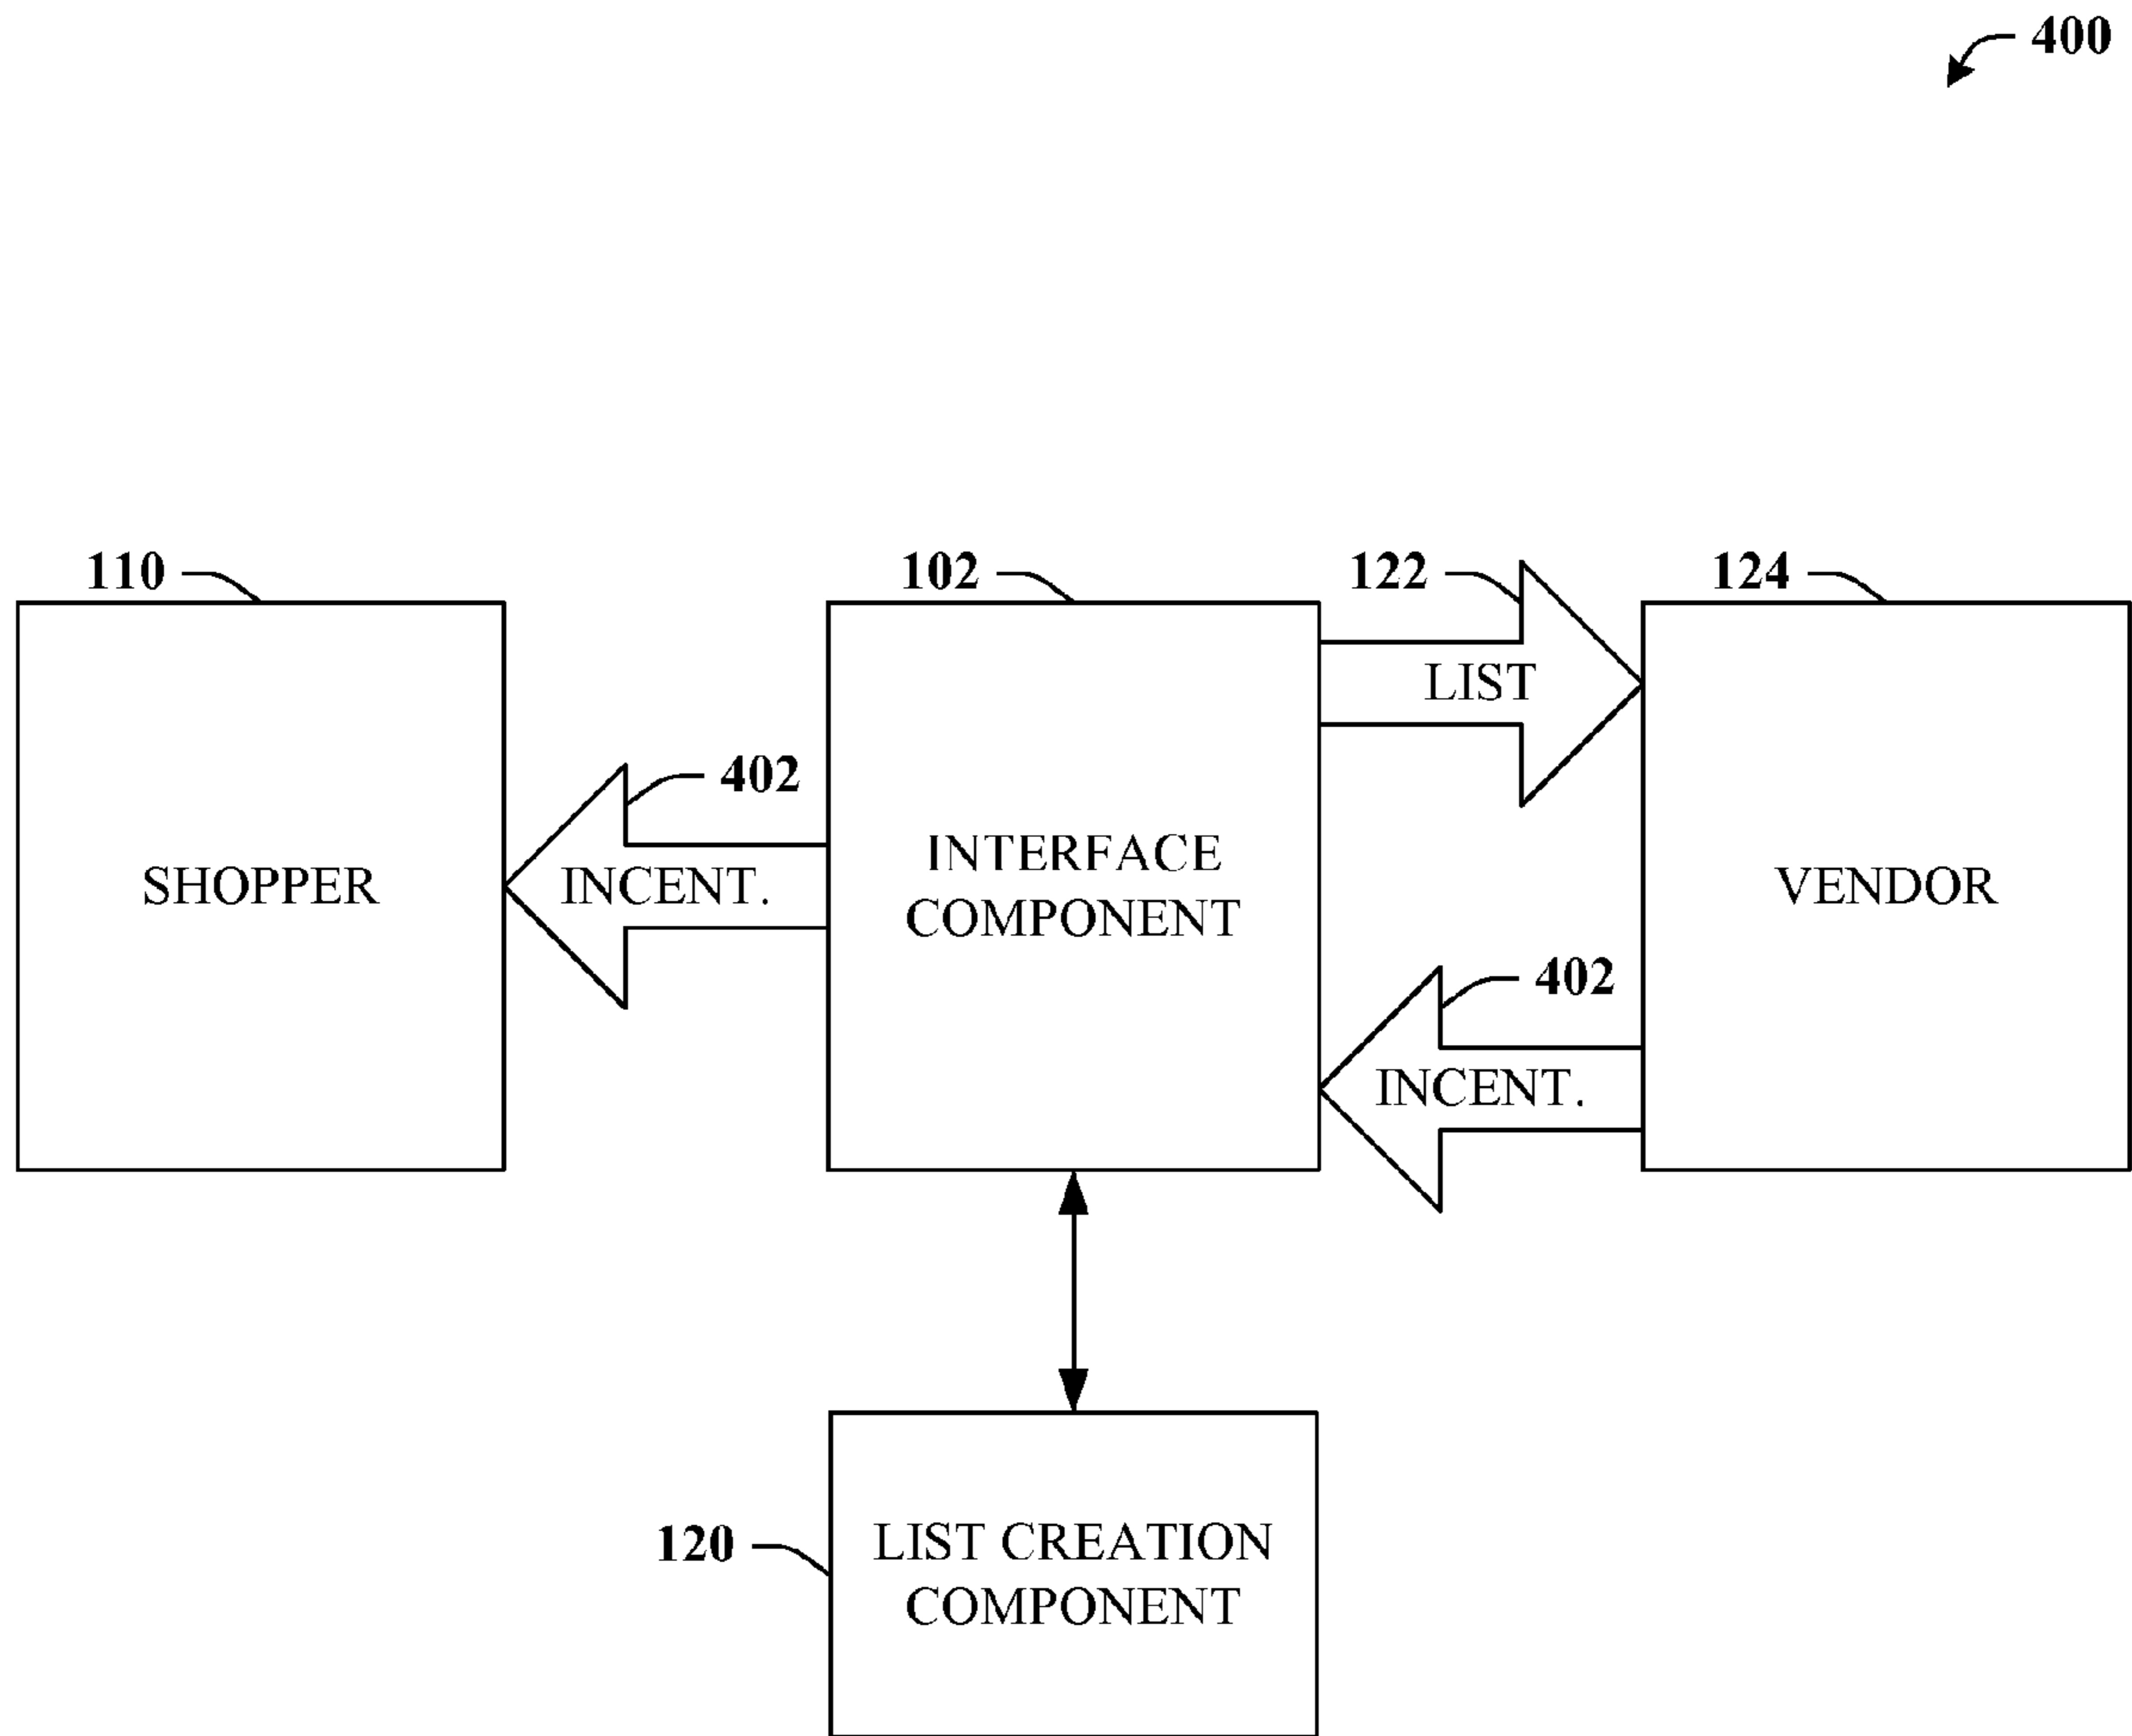 400
110
102
122
124
LIST
402
INTERFACE
COMPONENT
SHOPPER
INCENT.
VENDOR
402
INCENT.
120
LIST CREATION
COMPONENT